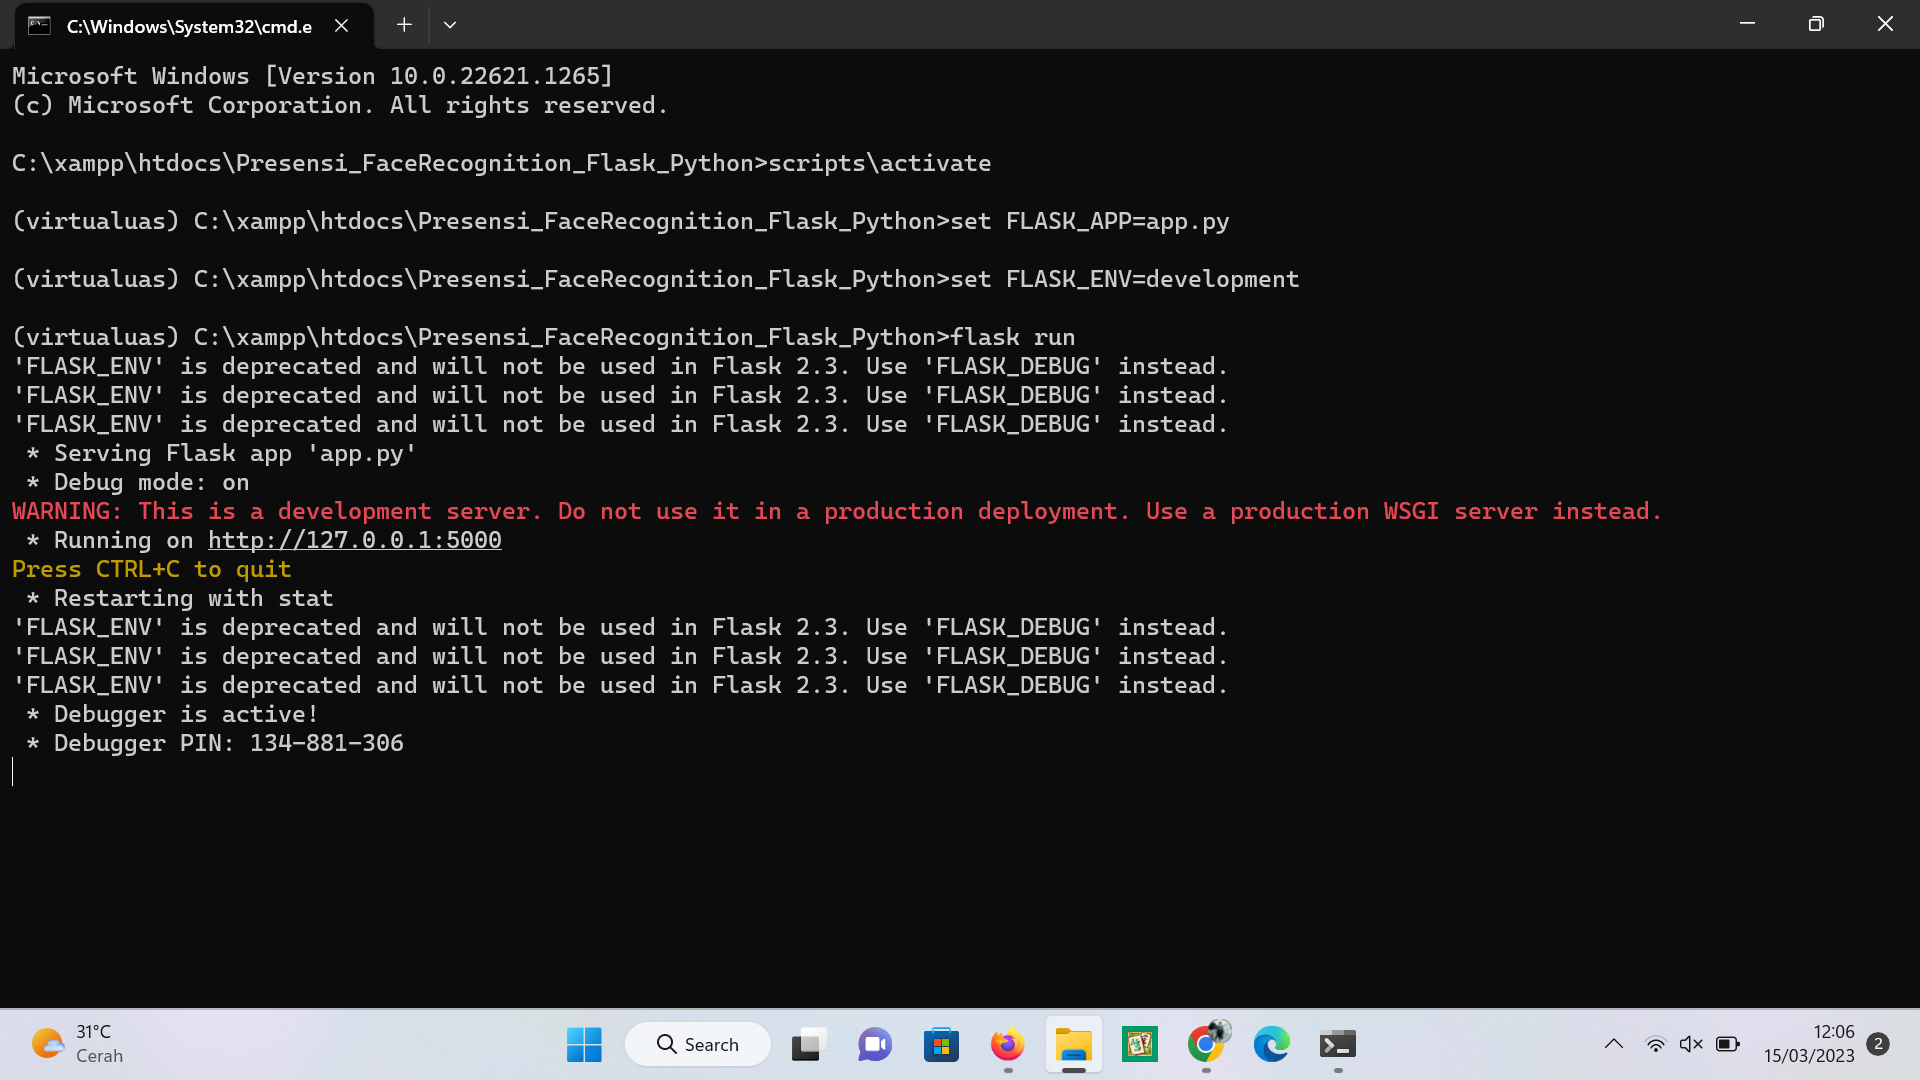 C:\Windows\System32\cmd.e
Microsoft Windows [Version 10.0.22621.1265]
(c) Microsoft Corporation. All rights reserved.
C:\xampp\htdocs\Presensi_FaceRecognition_Flask_Python>scripts\activate
(virtualuas) C:\xampp\htdocs\Presensi_FaceRecognition_Flask_Python>set FLASK_APP=app.py
(virtualuas) C:\xampp\htdocs\Presensi_FaceRecognition_Flask_Python>set FLASK_ENV=development
(virtualuas) C:\xampp\htdocs\Presensi_FaceRecognition_Flask_Python>flask run
'FLASK_ENV' is deprecated and will not be used in Flask 2.3. Use 'FLASK_DEBUG' instead.
'FLASK_ENV' is deprecated and will not be used in Flask 2.3. Use 'FLASK_DEBUG' instead.
'FLASK_ENV' is deprecated and will not be used in Flask 2.3. Use 'FLASK_DEBUG' instead.
* Serving Flask app 'app.py'
* Debug mode: on
WARNING: This is a development server. Do not use it in a production deployment. Use a production WSGI server instead.
* Running on http://127.0.0.1:5000
Press CTRL+C to quit
* Restarting with stat
'FLASK_ENV' is deprecated and will not be used in Flask 2.3. Use 'FLASK_DEBUG' instead.
'FLASK_ENV' is deprecated and will not be used in Flask 2.3. Use 'FLASK_DEBUG' instead.
'FLASK_ENV' is deprecated and will not be used in Flask 2.3. Use 'FLASK_DEBUG' instead.
* Debugger is active!
* Debugger PIN: 134-881-306
31°C
Cerah
Search
12:06
15/03/2023
2